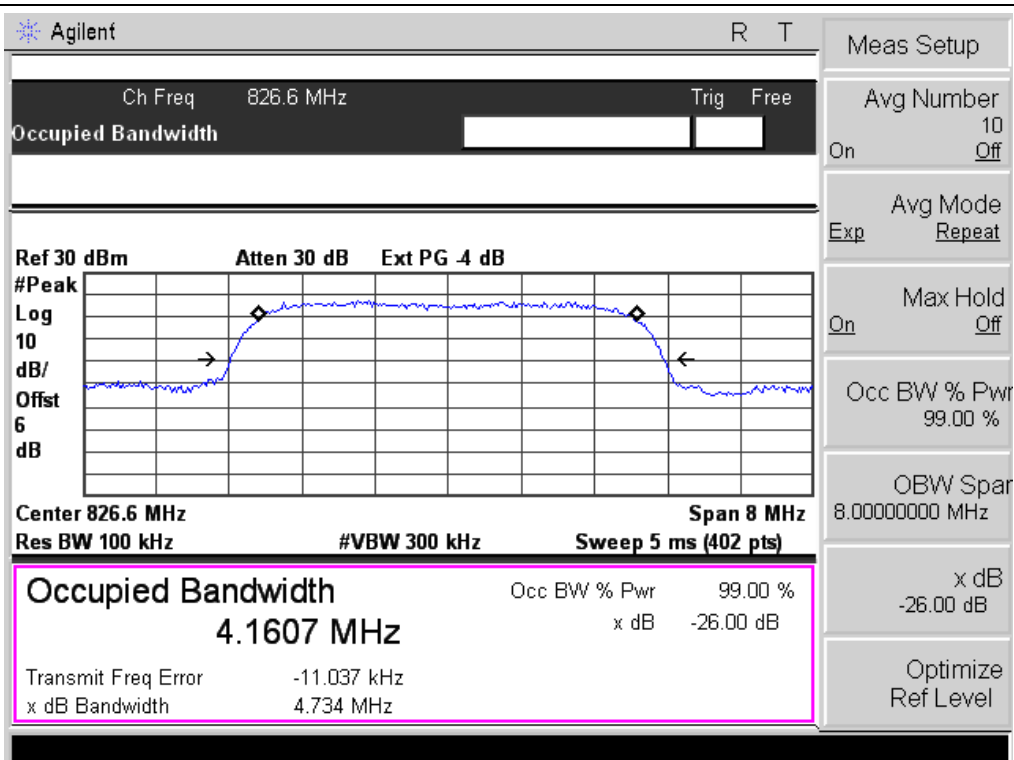 Agilent R T
Ch Freq 826.6 MHz Trig Free
Occupied Bandwidth
Ref 30 dBm Atten 30 dB Ext PG -4 dB
#Peak
Log
10
dB/
Offst
6
dB
Center 826.6 MHz Span 8 MHz
Res BW 100 kHz #VBW 300 kHz Sweep 5 ms (402 pts)
Occupied Bandwidth Occ BW % Pwr 99.00 %
4.1607 MHz x dB -26.00 dB
Transmit Freq Error -11.037 kHz
x dB Bandwidth 4.734 MHz
Meas Setup
Avg Number
10
On Off
Avg Mode
Exp Repeat
Max Hold
On Off
Occ BW % Pwr
99.00 %
OBW Span
8.00000000 MHz
x dB
-26.00 dB
Optimize
Ref Level